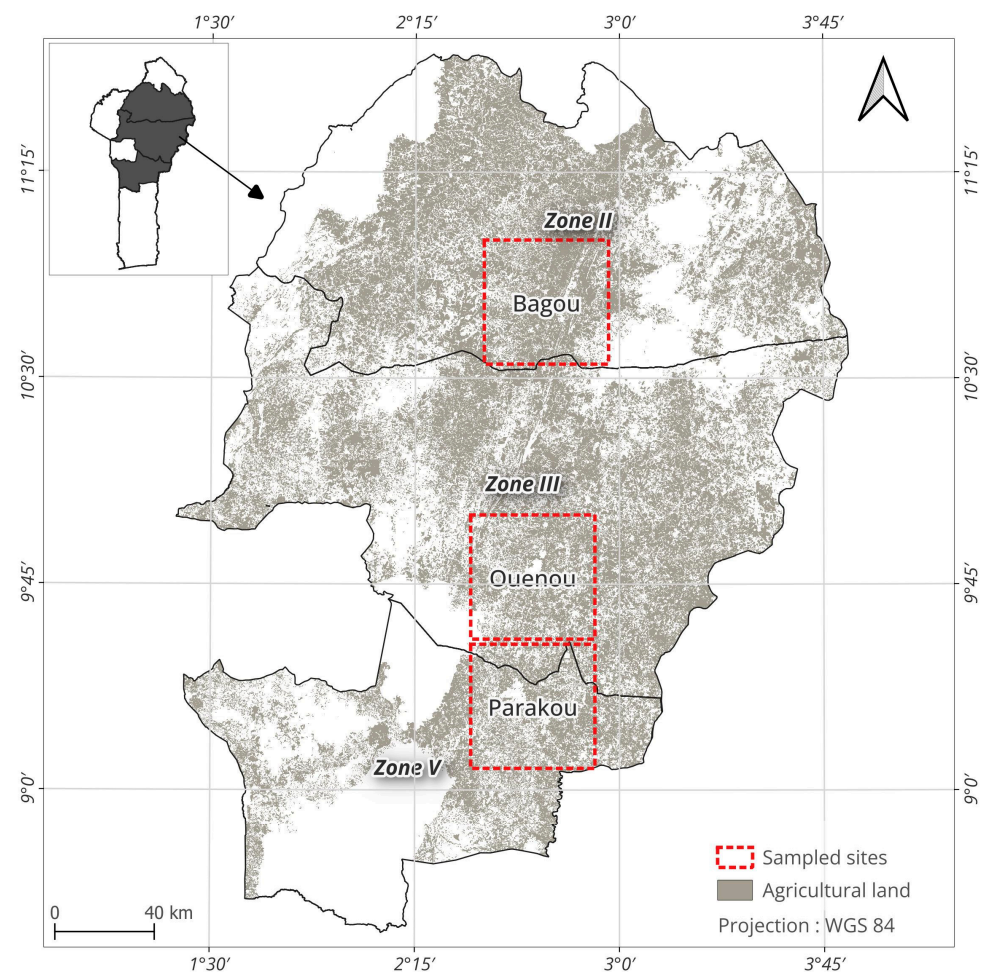 1°30′ 2°15′ 3°0′ 3°45′
11°15′ 11°15′
Zone II
Bagou
10°30′ 10°30′
Zone III
Ouenou
9°45′ 9°45′
Parakou
Zone V
9°0′ 9°0′
Sampled sites
Agricultural land
0 40 km
Projection : WGS 84
1°30′ 2°15′ 3°0′ 3°45′